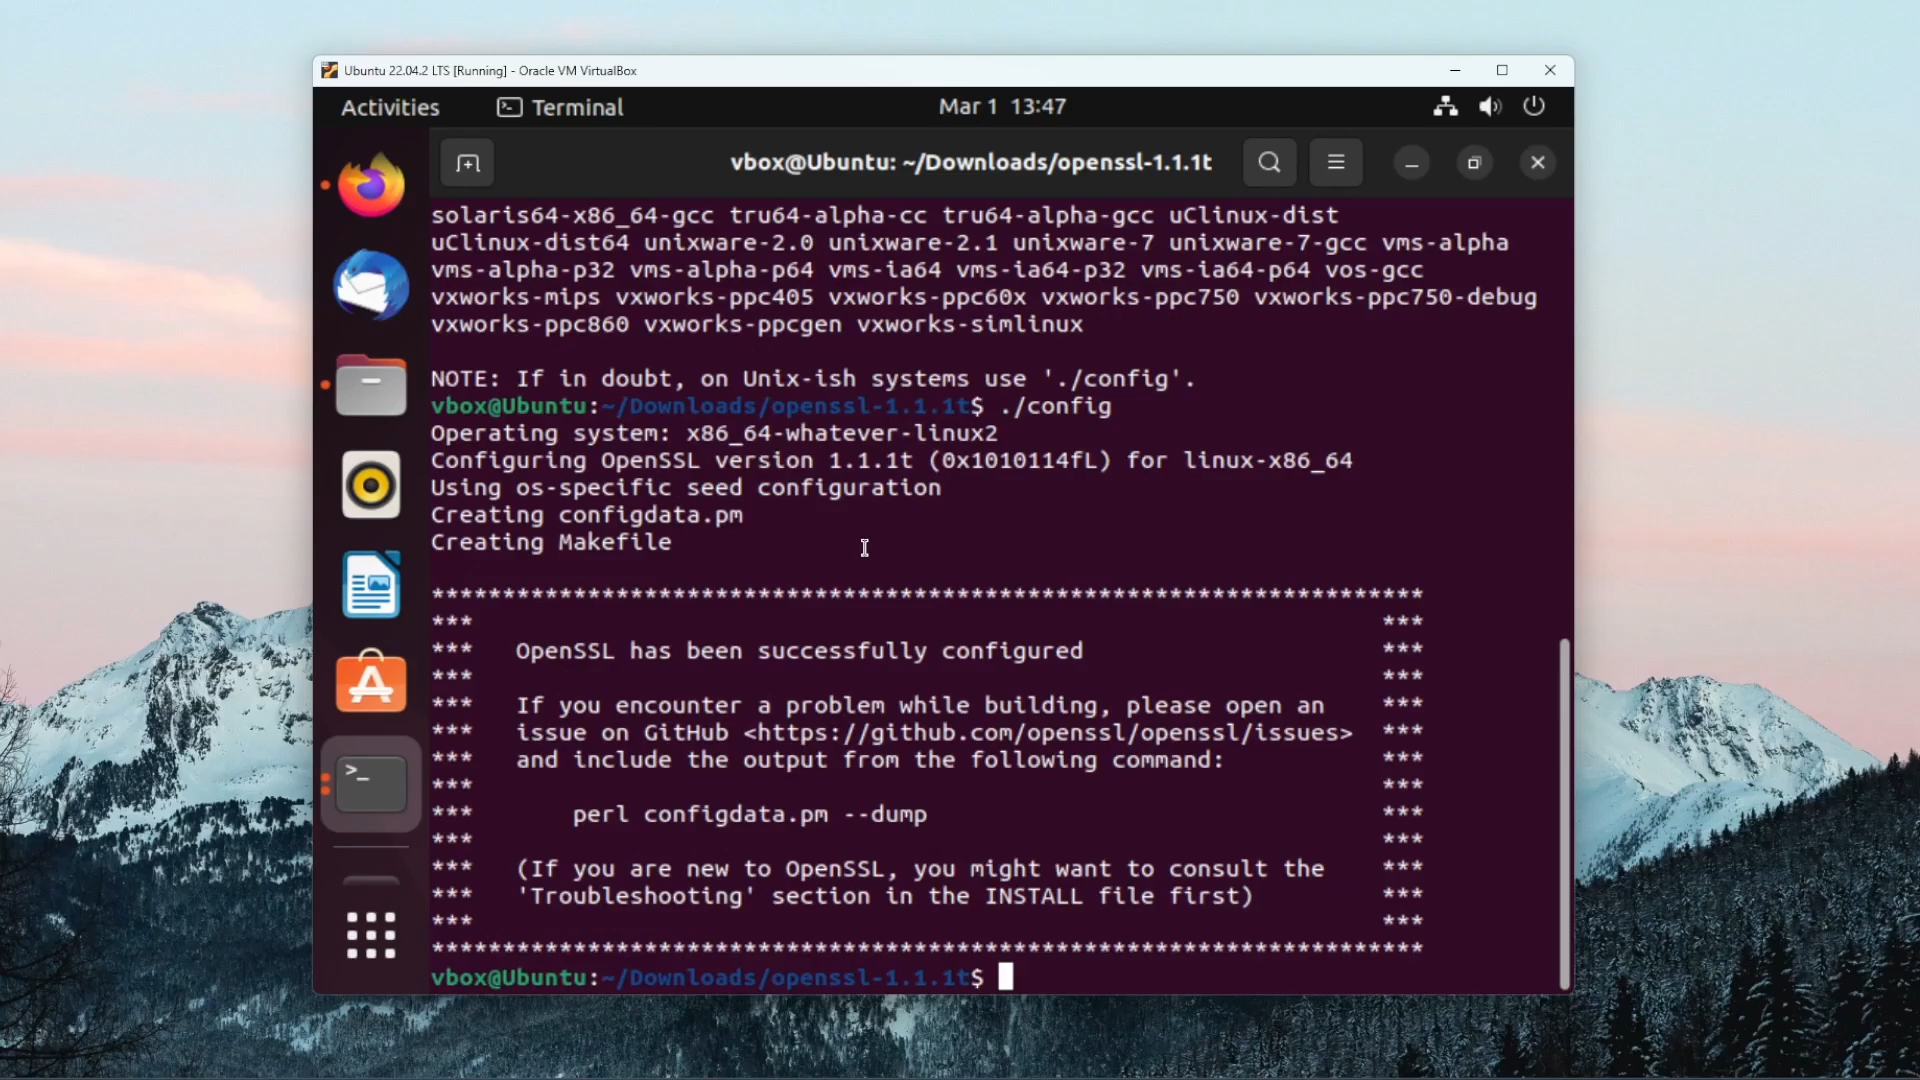 Ubuntu 22.04.2 LTS [Running] - Oracle VM VirtualBox
Activities Terminal Mar 1 13:47
vbox@Ubuntu: ~/Downloads/openssl-1.1.1t
solaris64-x86_64-gcc tru64-alpha-cc tru64-alpha-gcc uClinux-dist
uClinux-dist64 unixware-2.0 unixware-2.1 unixware-7 unixware-7-gcc vms-alpha
vms-alpha-p32 vms-alpha-p64 vms-ia64 vms-ia64-p32 vms-ia64-p64 vos-gcc
vxworks-mips vxworks-ppc405 vxworks-ppc60x vxworks-ppc750 vxworks-ppc750-debug
vxworks-ppc860 vxworks-ppcgen vxworks-simlinux
NOTE: If in doubt, on Unix-ish systems use './config'.
vbox@Ubuntu:~/Downloads/openssl-1.1.1t$ ./config
Operating system: x86_64-whatever-linux2
Configuring OpenSSL version 1.1.1t (0x1010114fL) for linux-x86_64
Using os-specific seed configuration
Creating configdata.pm
Creating Makefile
**********************************************************************
***                                                                ***
***   OpenSSL has been successfully configured                     ***
***                                                                ***
***   If you encounter a problem while building, please open an    ***
***   issue on GitHub <https://github.com/openssl/openssl/issues>  ***
***   and include the output from the following command:           ***
***                                                                ***
***       perl configdata.pm --dump                                ***
***                                                                ***
***   (If you are new to OpenSSL, you might want to consult the    ***
***   'Troubleshooting' section in the INSTALL file first)         ***
***                                                                ***
**********************************************************************
vbox@Ubuntu:~/Downloads/openssl-1.1.1t$